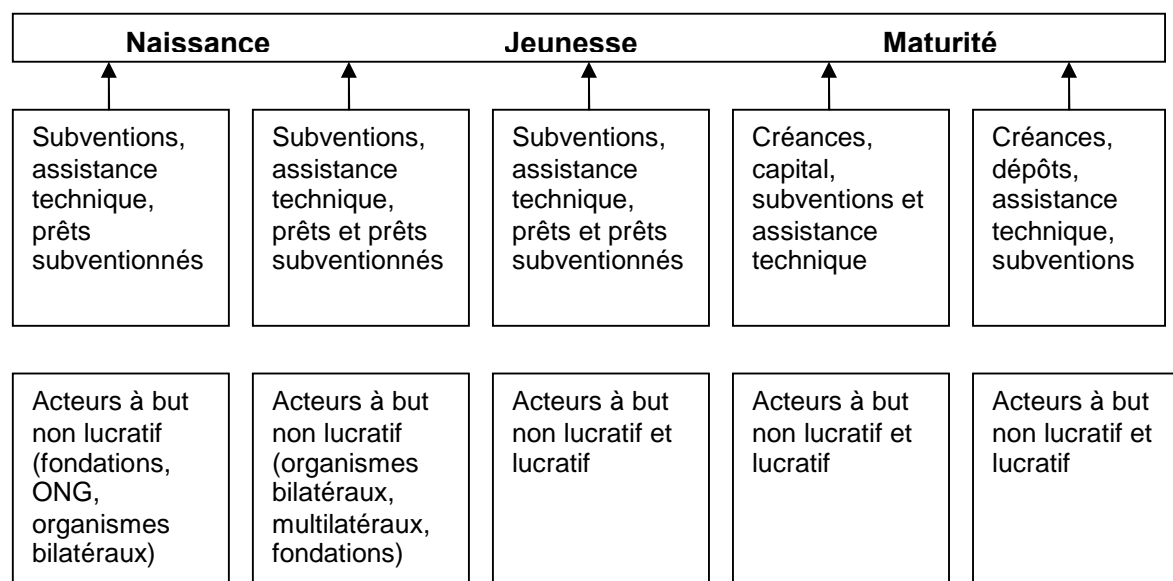 Naissance Jeunesse Maturité
Subventions,
assistance
technique,
prêts
subventionnés
Subventions,
assistance
technique,
prêts et prêts
subventionnés
Subventions,
assistance
technique,
prêts et prêts
subventionnés
Créances,
capital,
subventions et
assistance
technique
Créances,
dépôts,
assistance
technique,
subventions
Acteurs à but
non lucratif
(fondations,
ONG,
organismes
bilatéraux)
Acteurs à but
non lucratif
(organismes
bilatéraux,
multilatéraux,
fondations)
Acteurs à but
non lucratif et
lucratif
Acteurs à but
non lucratif et
lucratif
Acteurs à but
non lucratif et
lucratif